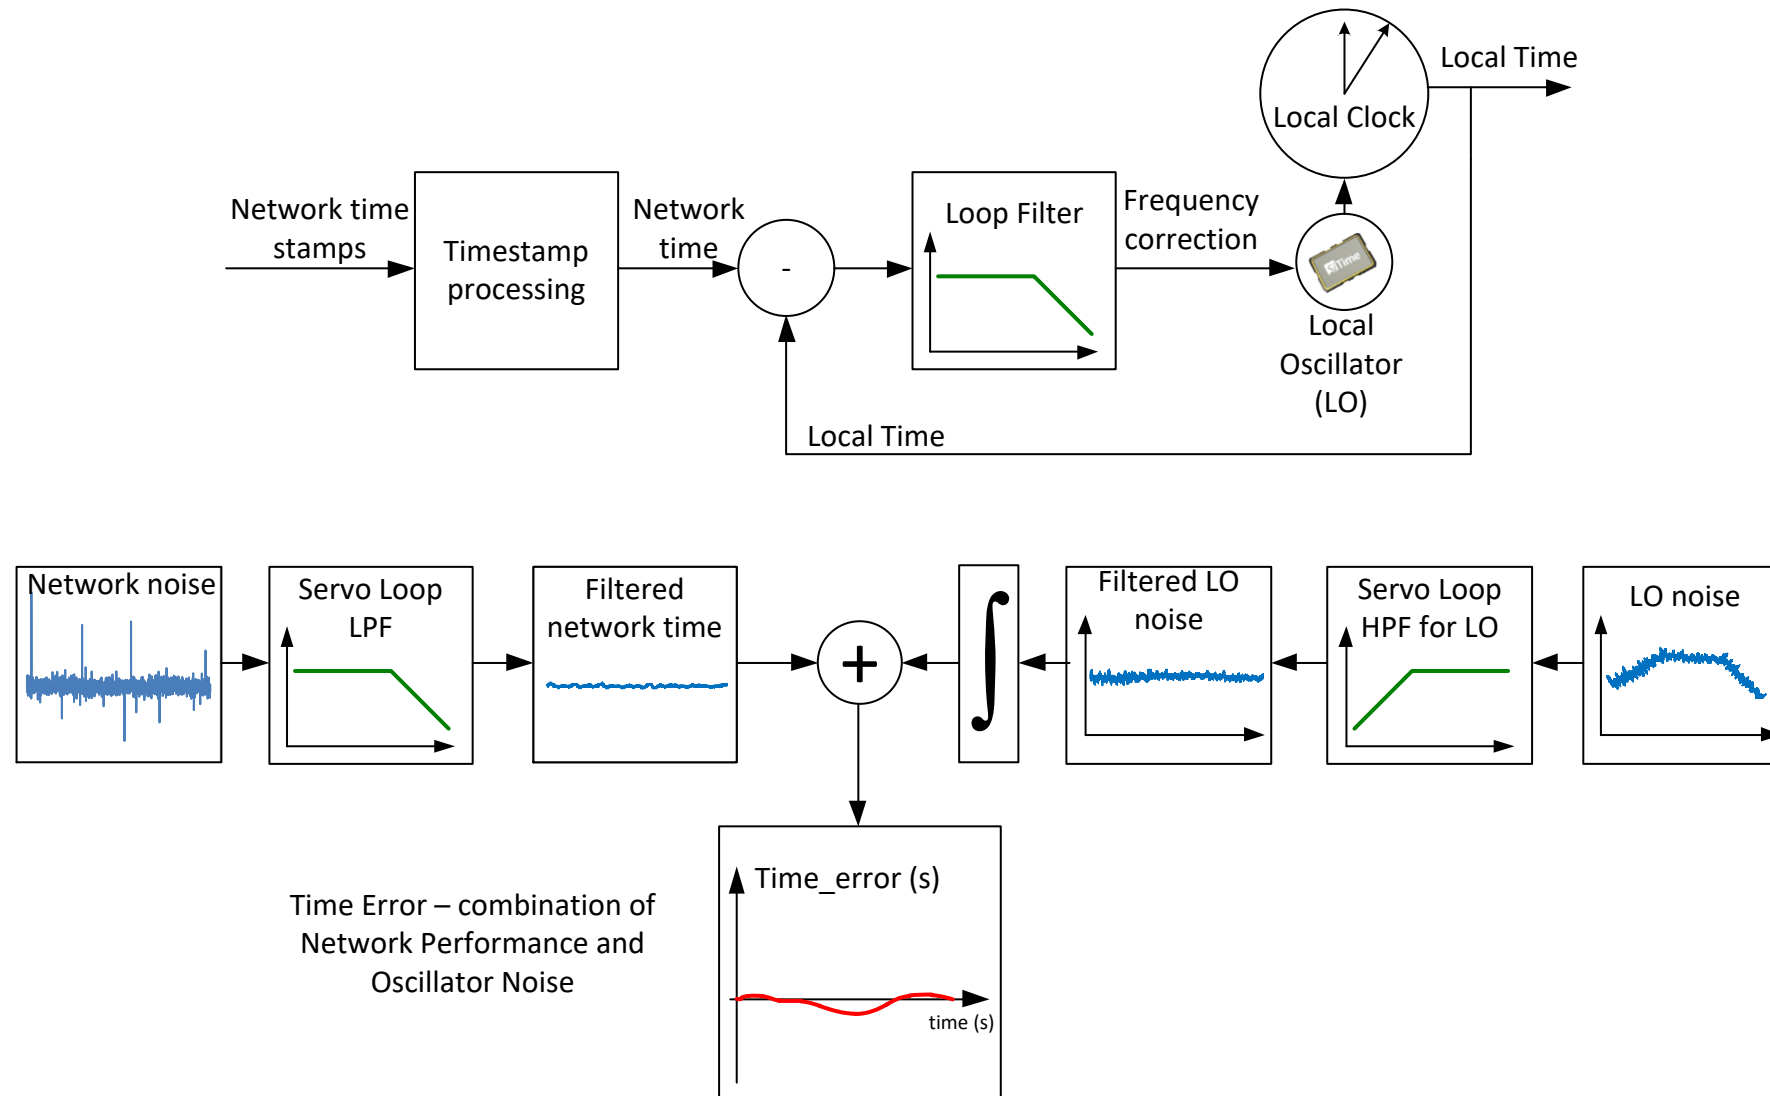 Local Time
Local Clock
Network time
stamps
Timestamp
processing
Network
time
-
Loop Filter
Frequency
correction
SiTime
Local
Oscillator
(LO)
Local Time
Network noise
Servo Loop
LPF
Filtered
network time
+
∫
Filtered LO
noise
Servo Loop
HPF for LO
LO noise
Time_error (s)
time (s)
Time Error – combination of
Network Performance and
Oscillator Noise